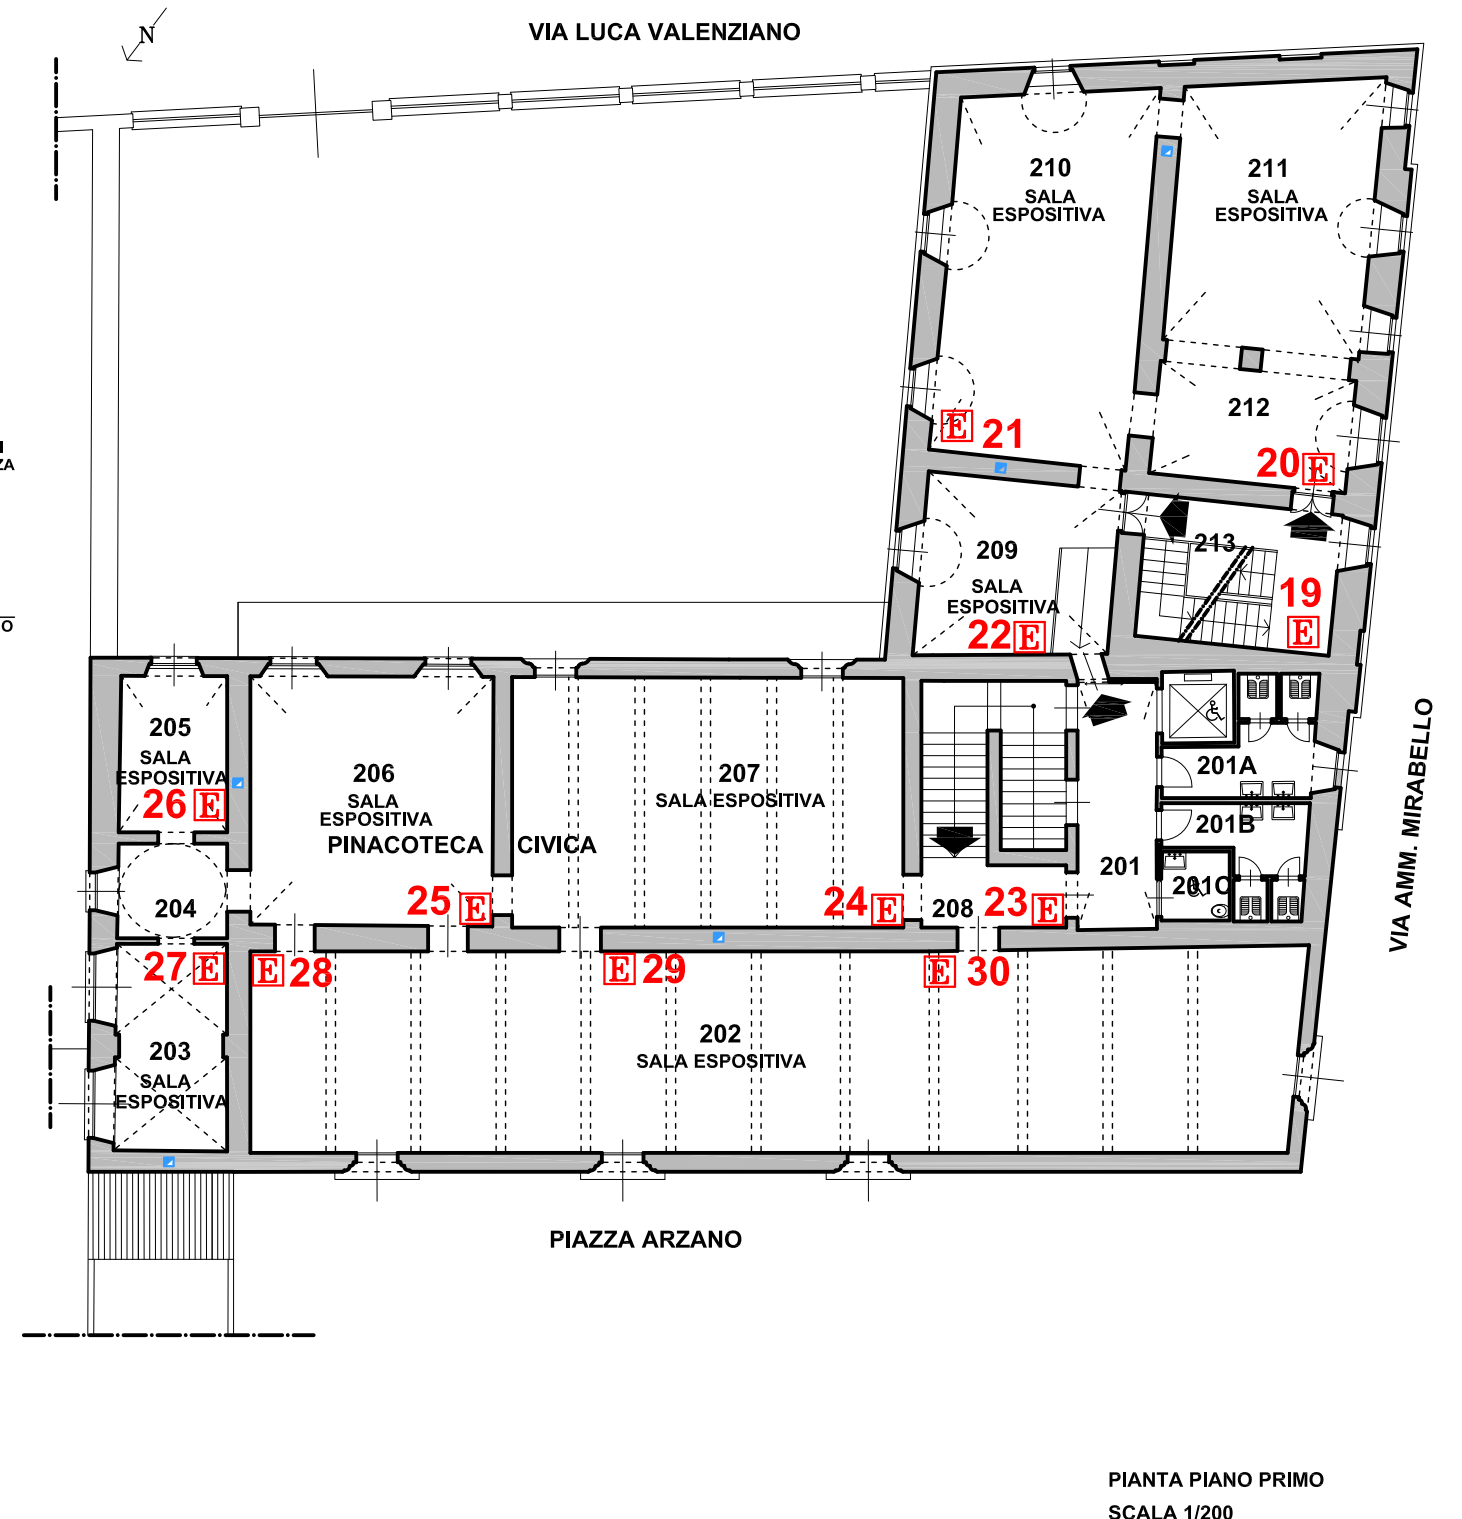 N
VIA LUCA VALENZIANO
210
SALA
ESPOSITIVA
211
SALA
ESPOSITIVA
212
E 21
20 E
ZA
O
209
SALA
ESPOSITIVA
22 E
213
19
E
205
SALA
ESPOSITIVA
26 E
206
SALA
ESPOSITIVA
PINACOTECA CIVICA
207
SALA ESPOSITIVA
201A
201B
201C
201
VIA AMM. MIRABELLO
204
25 E
24 E
208
23 E
27 E
E 28
E 29
E 30
203
SALA
ESPOSITIVA
202
SALA ESPOSITIVA
PIAZZA ARZANO
PIANTA PIANO PRIMO
SCALA 1/200